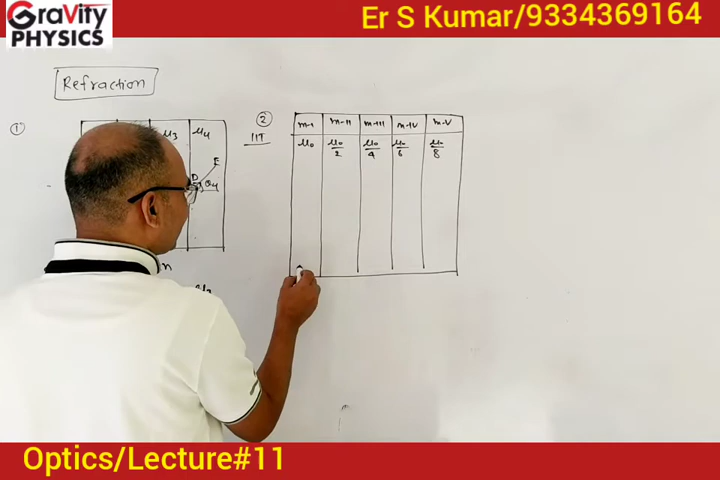 GraVity
PHYSICS
Er S Kumar/9334369164
Refraction
①
②
IIT
m-I m-II m-III m-IV m-V
μ₀ μ₀/2 μ₀/4 μ₀/6 μ₀/8
μ₃ μ₄
E
D
θ₄
n
Optics/Lecture#11